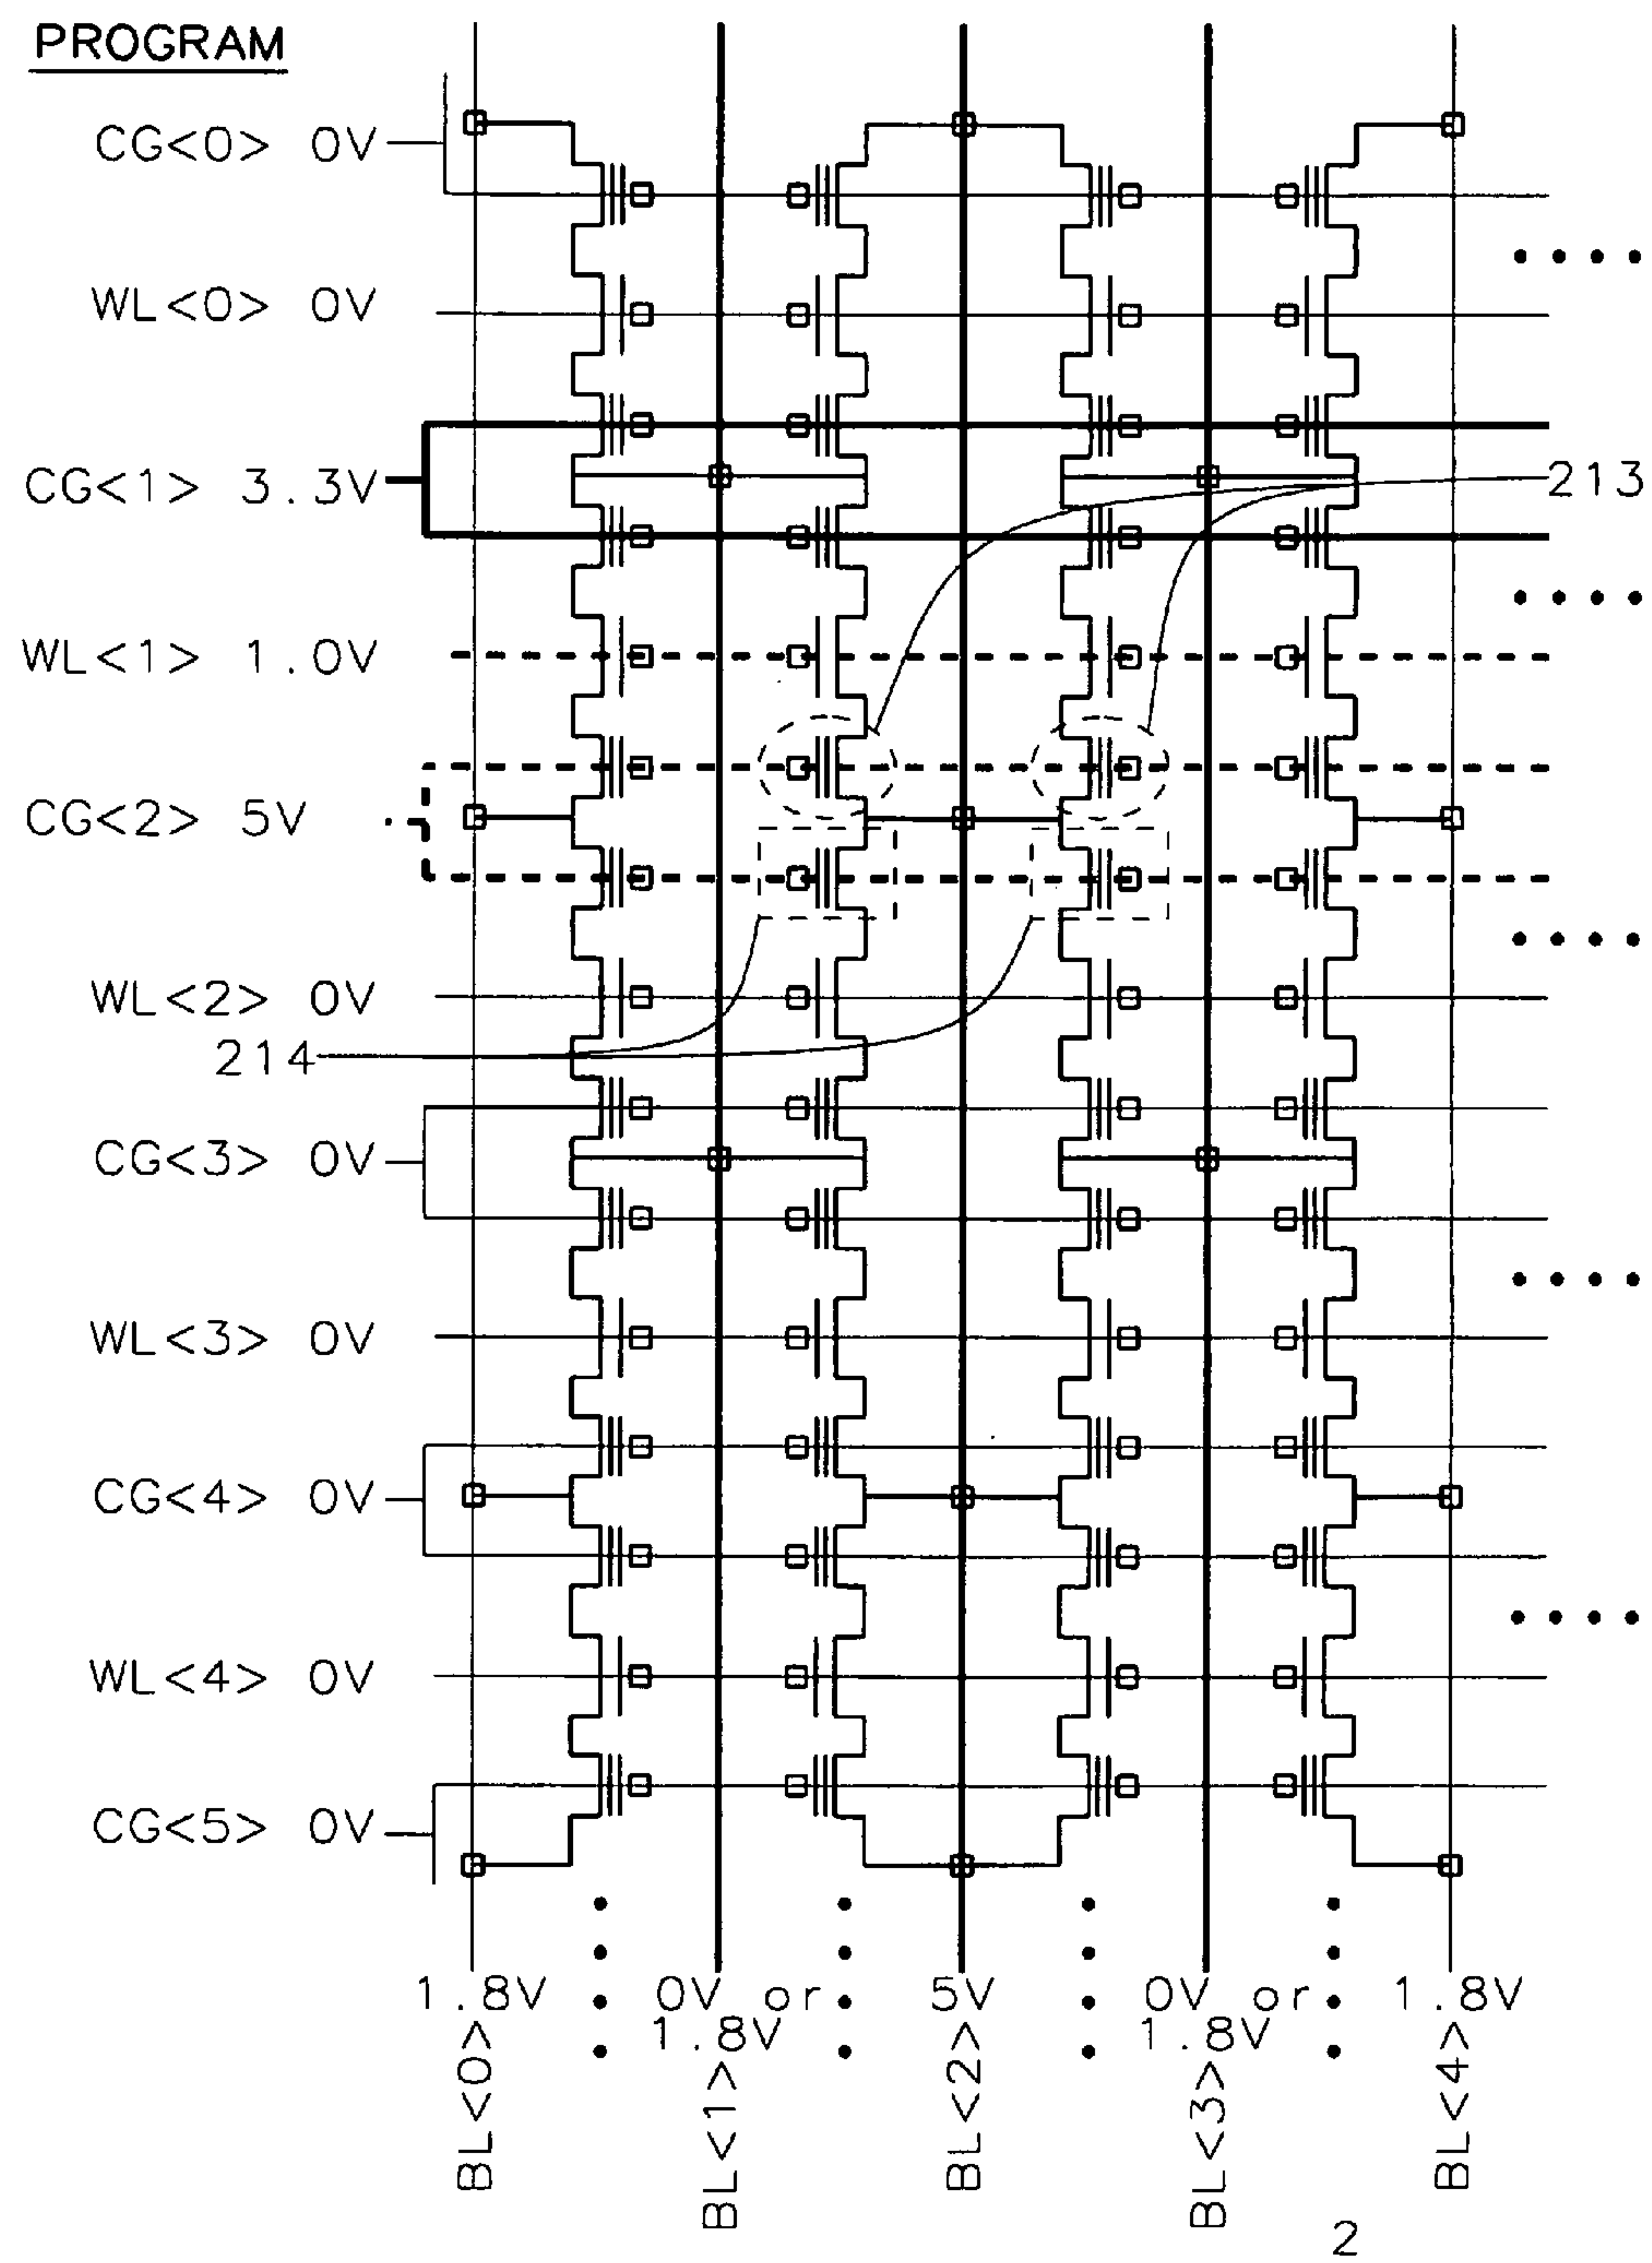 PROGRAM
CG<0> 0V
WL<0> 0V
CG<1> 3.3V
213
WL<1> 1.0V
CG<2> 5V
WL<2> 0V
214
CG<3> 0V
WL<3> 0V
CG<4> 0V
WL<4> 0V
CG<5> 0V
1.8V
0V or
1.8V
5V
0V or
1.8V
1.8V
BL<0>
BL<1>
BL<2>
BL<3>
BL<4>
2